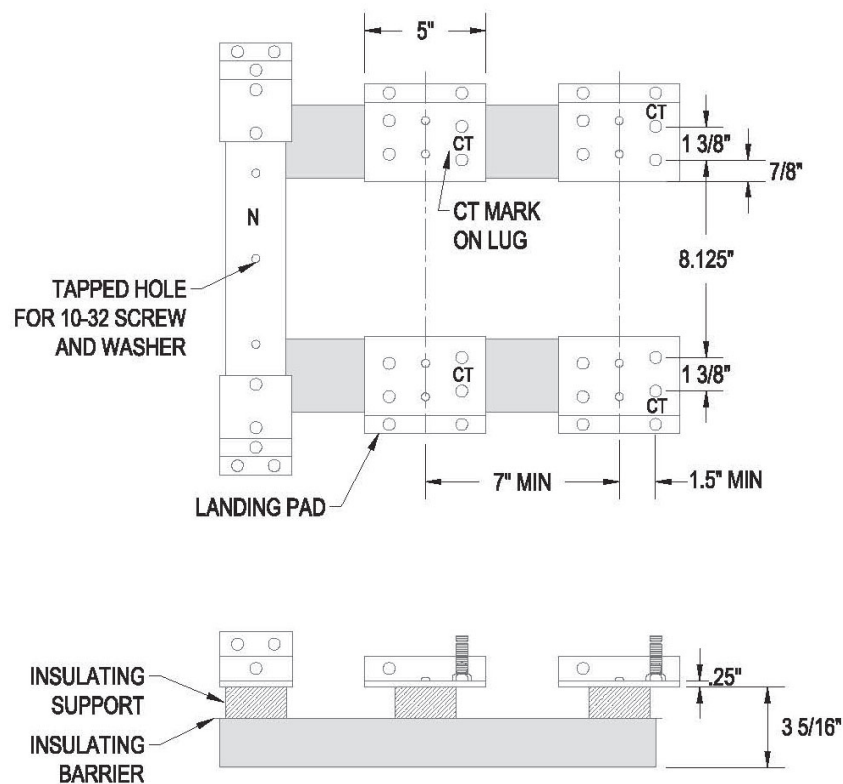 5"
CT
CT
1 3/8"
7/8"
CT MARK
ON LUG
N
8.125"
TAPPED HOLE
FOR 10-32 SCREW
AND WASHER
CT
1 3/8"
CT
7" MIN
1.5" MIN
LANDING PAD
INSULATING
SUPPORT
.25"
INSULATING
BARRIER
3 5/16"